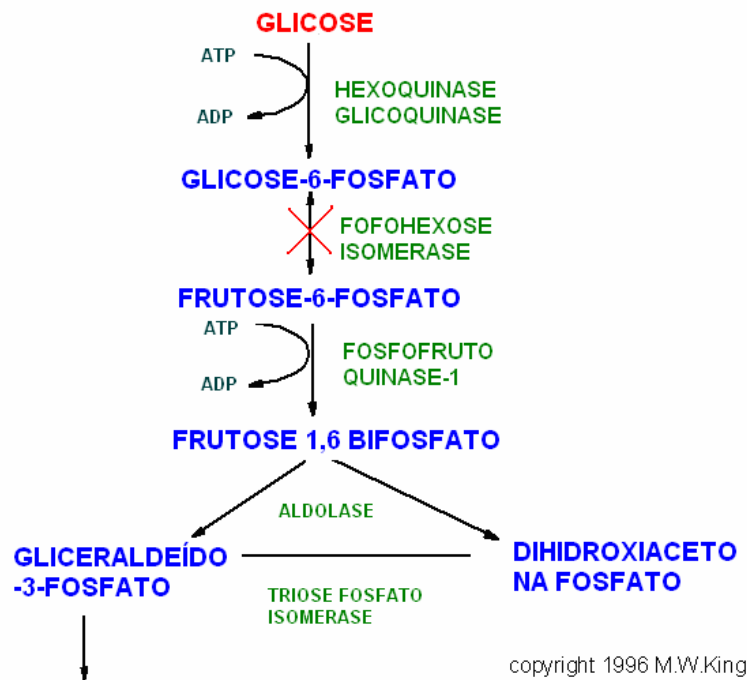 GLICOSE
ATP
HEXOQUINASE
GLICOQUINASE
ADP
GLICOSE-6-FOSFATO
FOFOHEXOSE
ISOMERASE
FRUTOSE-6-FOSFATO
ATP
FOSFOFRUTO
QUINASE-1
ADP
FRUTOSE 1,6 BIFOSFATO
ALDOLASE
GLICERALDEÍDO
-3-FOSFATO
DIHIDROXIACETO
NA FOSFATO
TRIOSE FOSFATO
ISOMERASE
copyright 1996 M.W.King